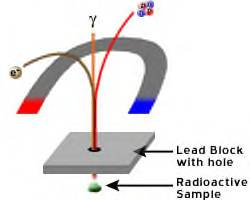 γ
e⁻
Lead Block
with hole
Radioactive
Sample